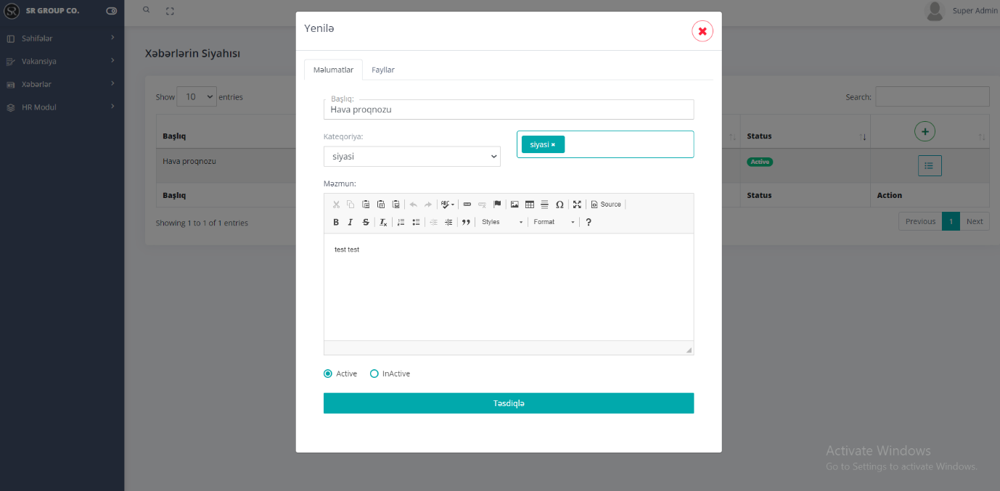 SR GROUP CO.
Super Admin
Səhifələr
Vakansiya
Xəbərlər
HR Modul
Xəbərlərin Siyahısı
Show 10 entries
Search:
Başlıq
Status
Hava proqnozu
Active
Başlıq
Status
Action
Showing 1 to 1 of 1 entries
Previous
1
Next
Yenilə
Məlumatlar
Fayllar
Başlıq:
Hava proqnozu
Kateqoriya:
siyasi
siyasi ×
Məzmun:
ABC
Source
B I S Tx
Styles
Format
?
test test
Active
InActive
Təsdiqlə
Activate Windows
Go to Settings to activate Windows.